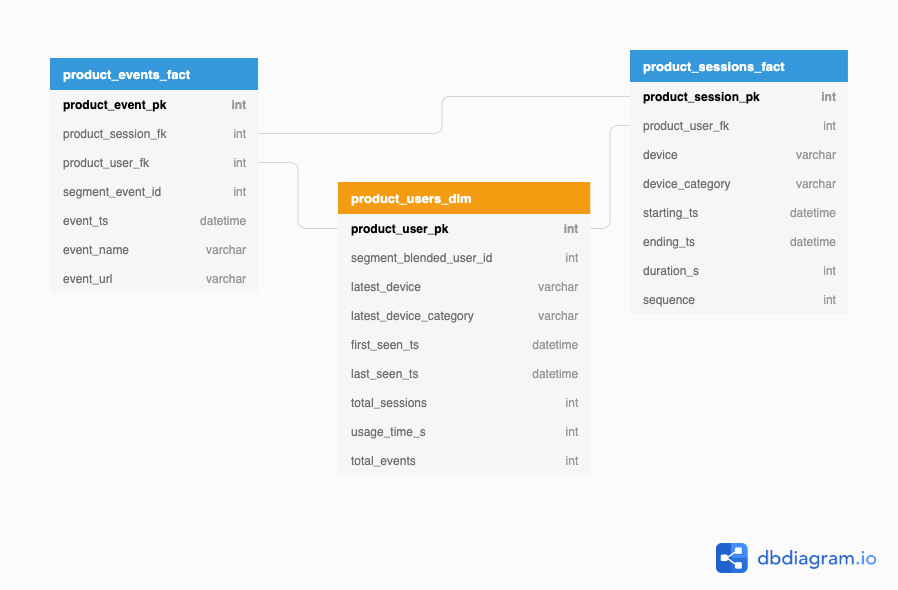 product_events_fact
product_event_pk int
product_session_fk int
product_user_fk int
segment_event_id int
event_ts datetime
event_name varchar
event_url varchar
product_users_dim
product_user_pk int
segment_blended_user_id int
latest_device varchar
latest_device_category varchar
first_seen_ts datetime
last_seen_ts datetime
total_sessions int
usage_time_s int
total_events int
product_sessions_fact
product_session_pk int
product_user_fk int
device varchar
device_category varchar
starting_ts datetime
ending_ts datetime
duration_s int
sequence int
dbdiagram.io